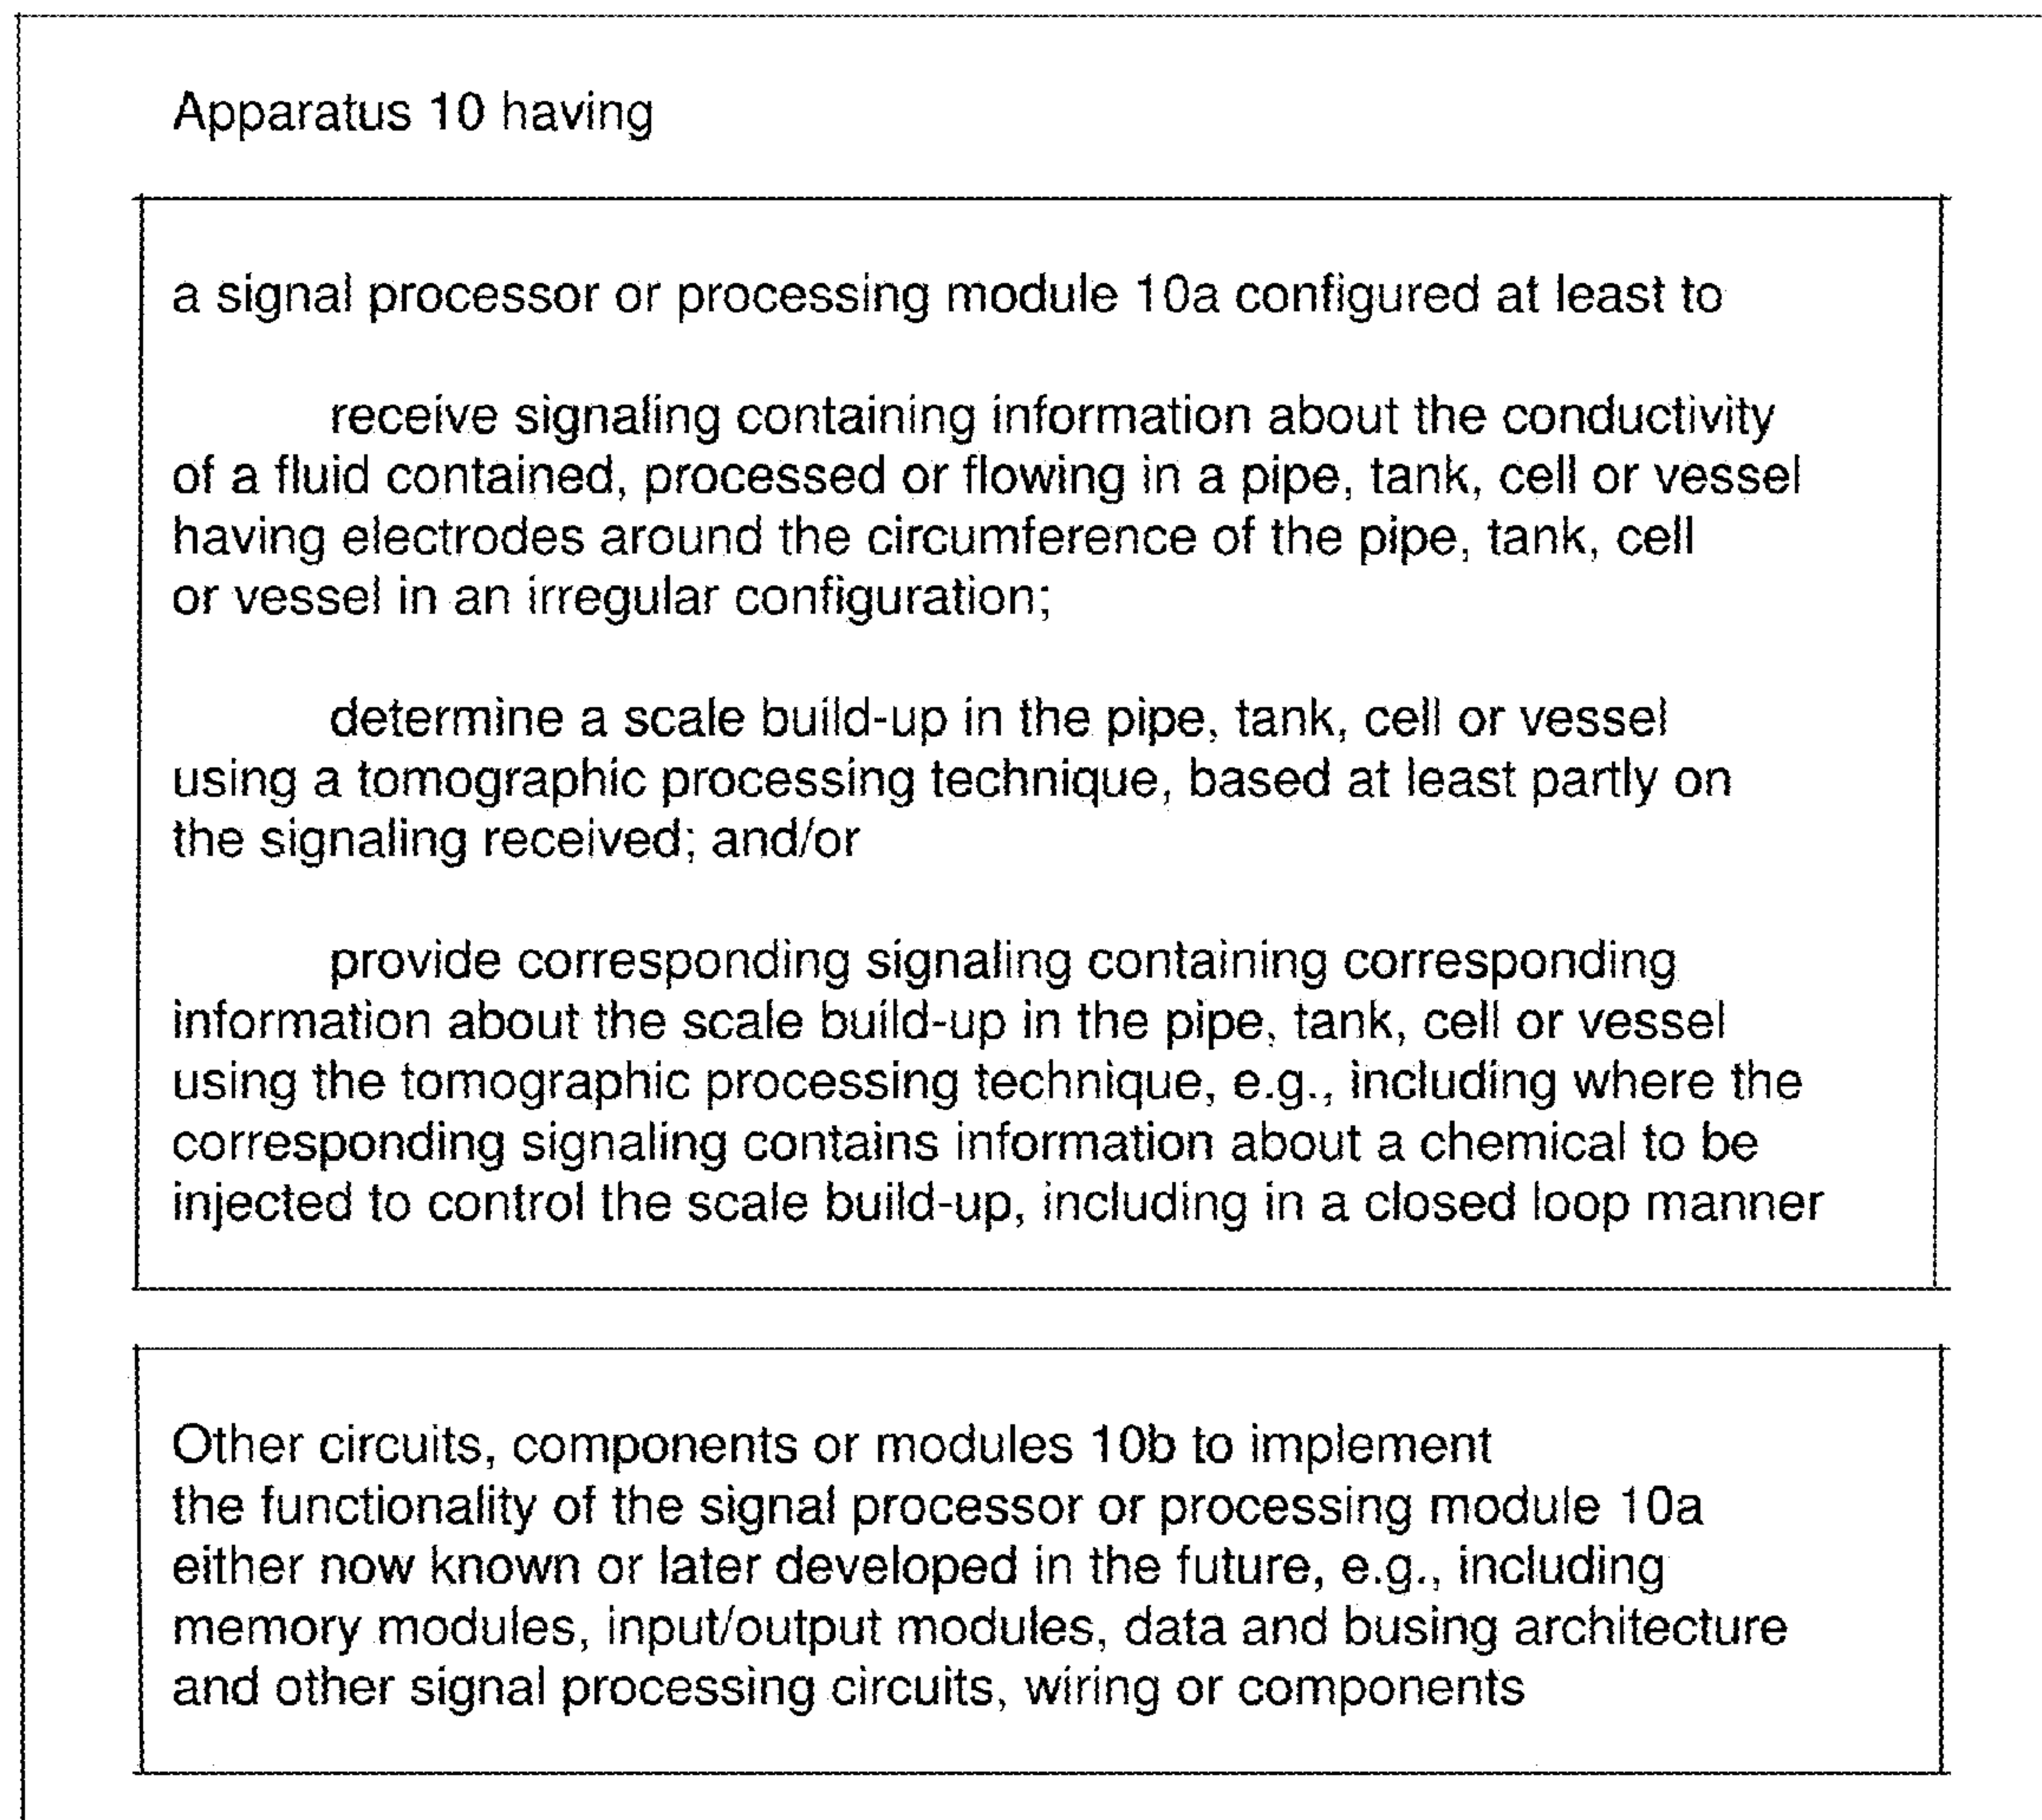 Apparatus 10 having
a signal processor or processing module 10a configured at least to
receive signaling containing information about the conductivity
of a fluid contained, processed or flowing in a pipe, tank, cell or vessel
having electrodes around the circumference of the pipe, tank, cell
or vessel in an irregular configuration;
determine a scale build-up in the pipe, tank, cell or vessel
using a tomographic processing technique, based at least partly on
the signaling received; and/or
provide corresponding signaling containing corresponding
information about the scale build-up in the pipe, tank, cell or vessel
using the tomographic processing technique, e.g., including where the
corresponding signaling contains information about a chemical to be
injected to control the scale build-up, including in a closed loop manner
Other circuits, components or modules 10b to implement
the functionality of the signal processor or processing module 10a
either now known or later developed in the future, e.g., including
memory modules, input/output modules, data and busing architecture
and other signal processing circuits, wiring or components